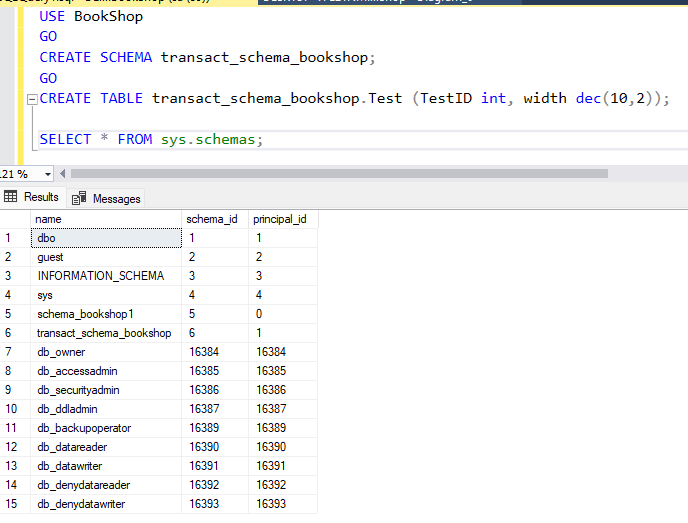 USE BookShop
GO
CREATE SCHEMA transact_schema_bookshop;
GO
CREATE TABLE transact_schema_bookshop.Test (TestID int, width dec(10,2));
SELECT * FROM sys.schemas;
121 %
Results Messages
name schema_id principal_id
1 dbo 1 1
2 guest 2 2
3 INFORMATION_SCHEMA 3 3
4 sys 4 4
5 schema_bookshop1 5 0
6 transact_schema_bookshop 6 1
7 db_owner 16384 16384
8 db_accessadmin 16385 16385
9 db_securityadmin 16386 16386
10 db_ddladmin 16387 16387
11 db_backupoperator 16389 16389
12 db_datareader 16390 16390
13 db_datawriter 16391 16391
14 db_denydatareader 16392 16392
15 db_denydatawriter 16393 16393